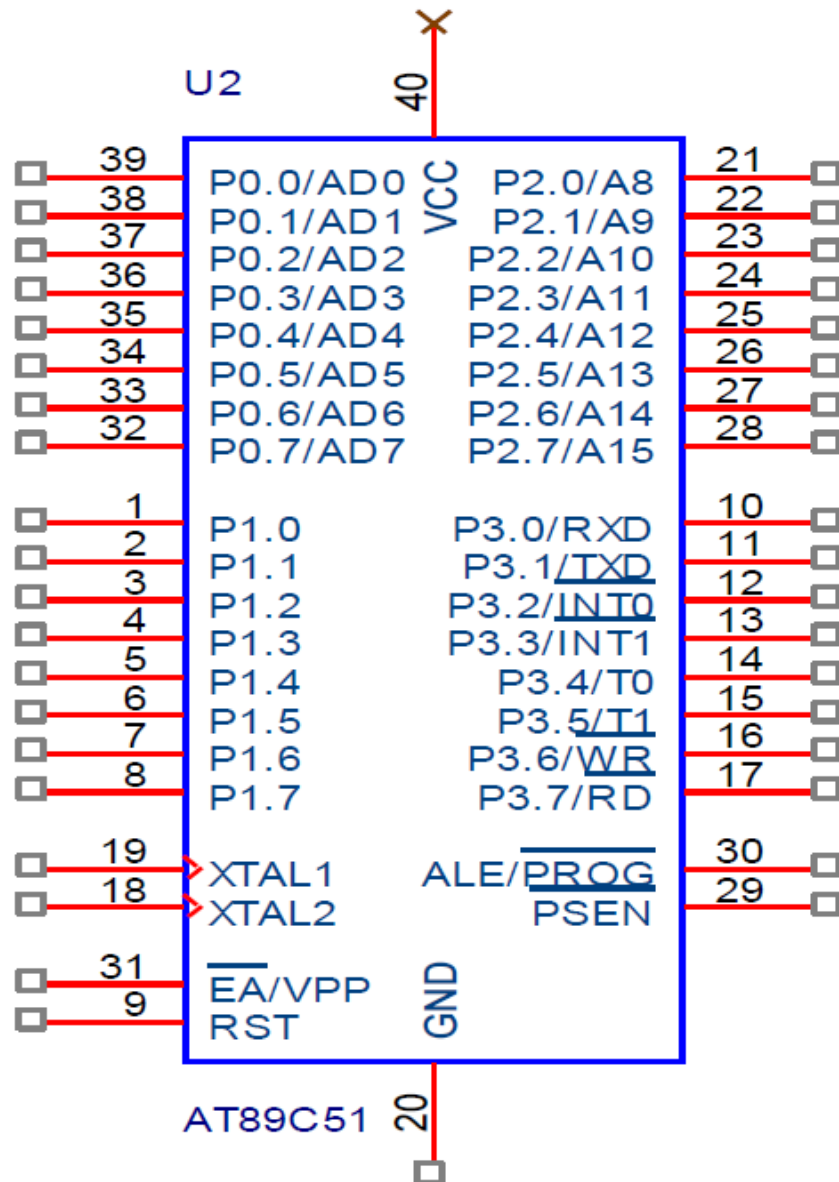 U2
40
VCC
39 P0.0/AD0 P2.0/A8 21
38 P0.1/AD1 P2.1/A9 22
37 P0.2/AD2 P2.2/A10 23
36 P0.3/AD3 P2.3/A11 24
35 P0.4/AD4 P2.4/A12 25
34 P0.5/AD5 P2.5/A13 26
33 P0.6/AD6 P2.6/A14 27
32 P0.7/AD7 P2.7/A15 28
1 P1.0 P3.0/RXD 10
2 P1.1 P3.1/TXD 11
3 P1.2 P3.2/INT0 12
4 P1.3 P3.3/INT1 13
5 P1.4 P3.4/T0 14
6 P1.5 P3.5/T1 15
7 P1.6 P3.6/WR 16
8 P1.7 P3.7/RD 17
19 XTAL1 ALE/PROG 30
18 XTAL2 PSEN 29
31 EA/VPP
9 RST
GND
AT89C51
20